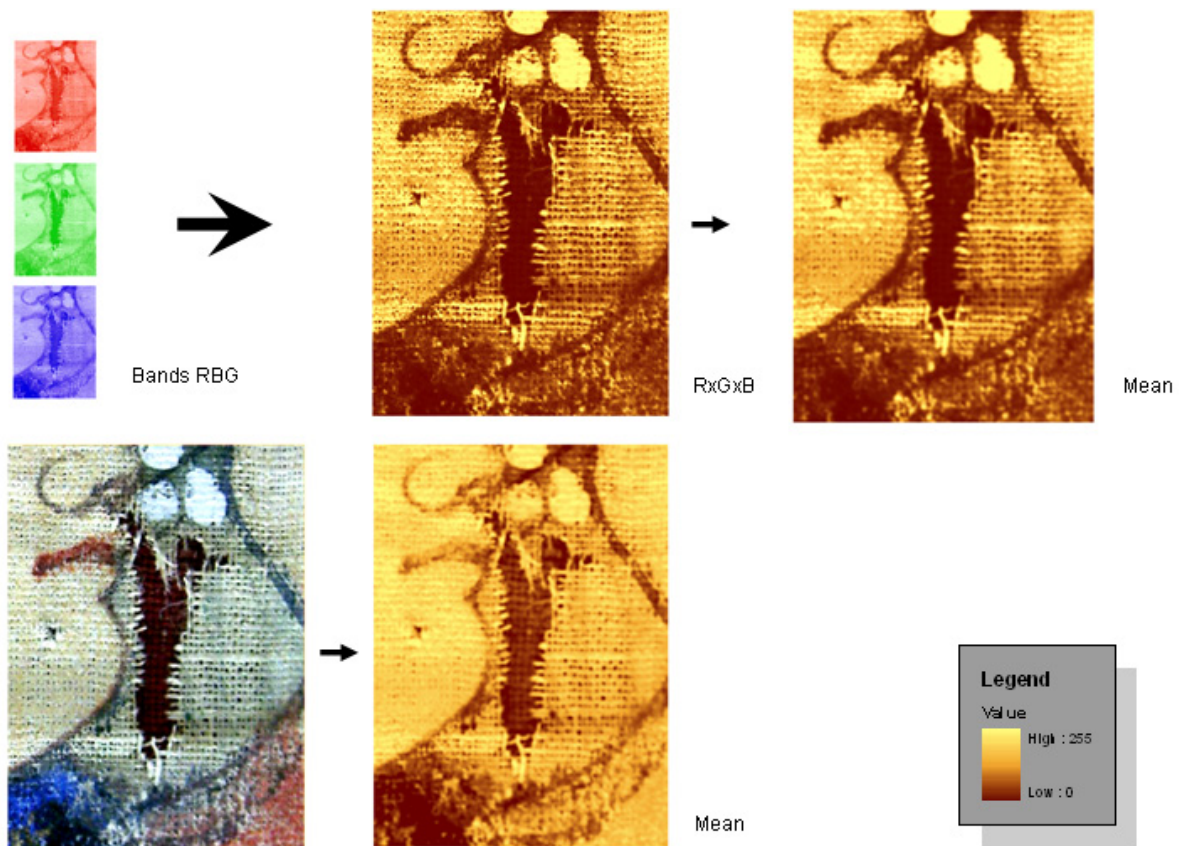 Bands RBG
RxGxB
Mean
Mean
Legend
Value
High : 255
Low : 0